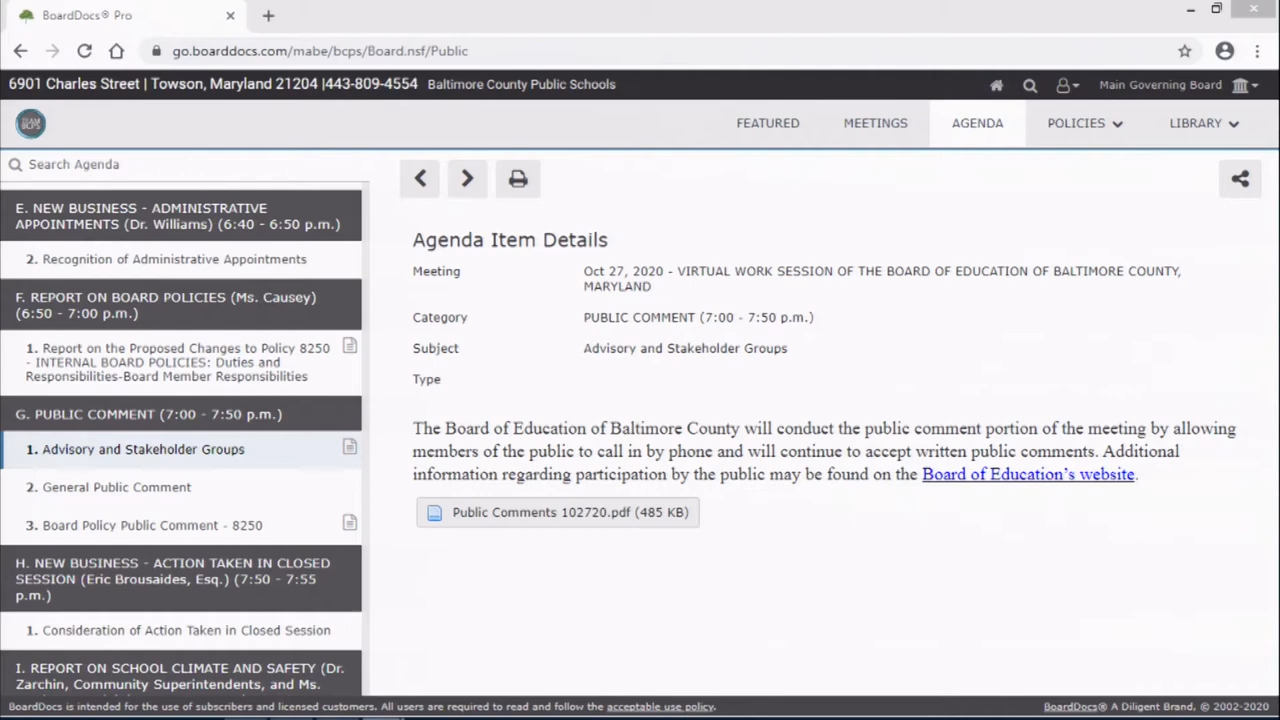 BoardDocs® Pro
go.boarddocs.com/mabe/bcps/Board.nsf/Public
6901 Charles Street | Towson, Maryland 21204 |443-809-4554 Baltimore County Public Schools
Main Governing Board
TEAM BCPS
FEATURED MEETINGS AGENDA POLICIES LIBRARY
Search Agenda
E. NEW BUSINESS - ADMINISTRATIVE
APPOINTMENTS (Dr. Williams) (6:40 - 6:50 p.m.)
2. Recognition of Administrative Appointments
F. REPORT ON BOARD POLICIES (Ms. Causey)
(6:50 - 7:00 p.m.)
1. Report on the Proposed Changes to Policy 8250
- INTERNAL BOARD POLICIES: Duties and
Responsibilities-Board Member Responsibilities
G. PUBLIC COMMENT (7:00 - 7:50 p.m.)
1. Advisory and Stakeholder Groups
2. General Public Comment
3. Board Policy Public Comment - 8250
H. NEW BUSINESS - ACTION TAKEN IN CLOSED
SESSION (Eric Brousaides, Esq.) (7:50 - 7:55
p.m.)
1. Consideration of Action Taken in Closed Session
I. REPORT ON SCHOOL CLIMATE AND SAFETY (Dr.
Zarchin, Community Superintendents, and Ms.
Agenda Item Details
Meeting Oct 27, 2020 - VIRTUAL WORK SESSION OF THE BOARD OF EDUCATION OF BALTIMORE COUNTY,
MARYLAND
Category PUBLIC COMMENT (7:00 - 7:50 p.m.)
Subject Advisory and Stakeholder Groups
Type
The Board of Education of Baltimore County will conduct the public comment portion of the meeting by allowing
members of the public to call in by phone and will continue to accept written public comments. Additional
information regarding participation by the public may be found on the Board of Education's website.
Public Comments 102720.pdf (485 KB)
BoardDocs is intended for the use of subscribers and licensed customers. All users are required to read and follow the acceptable use policy. BoardDocs® A Diligent Brand, © 2002-2020